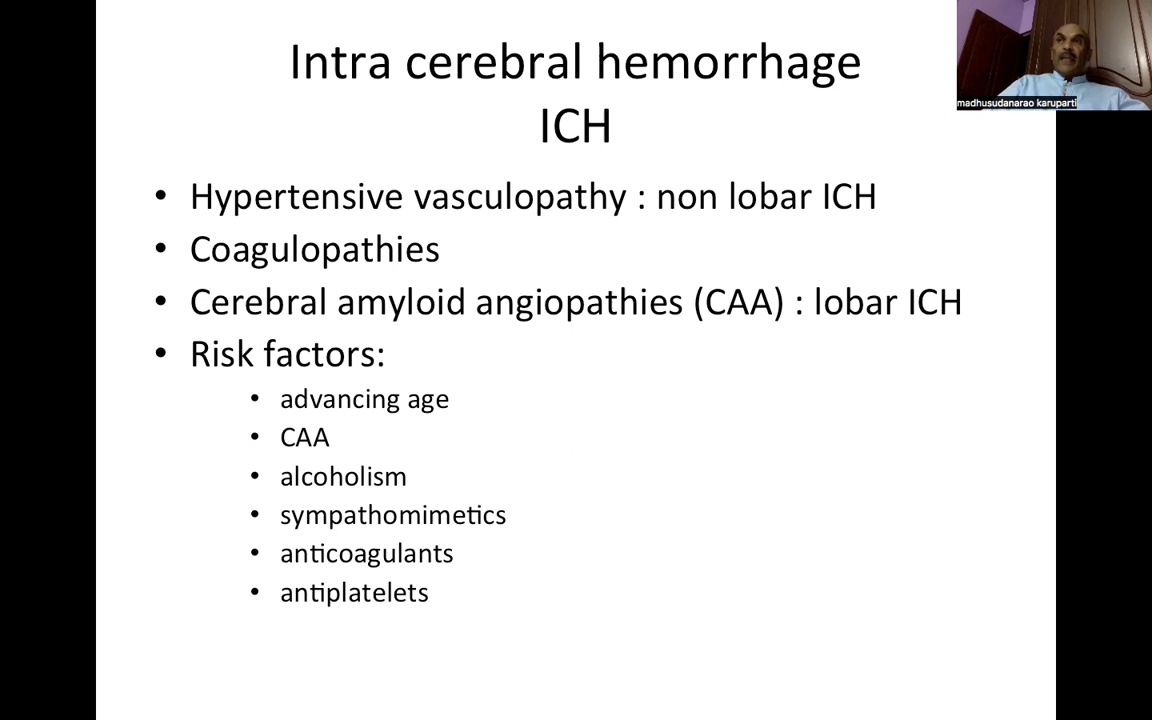 Intra cerebral hemorrhage
ICH
madhusudanarao karuparti
• Hypertensive vasculopathy : non lobar ICH
• Coagulopathies
• Cerebral amyloid angiopathies (CAA) : lobar ICH
• Risk factors:
• advancing age
• CAA
• alcoholism
• sympathomimetics
• anticoagulants
• antiplatelets